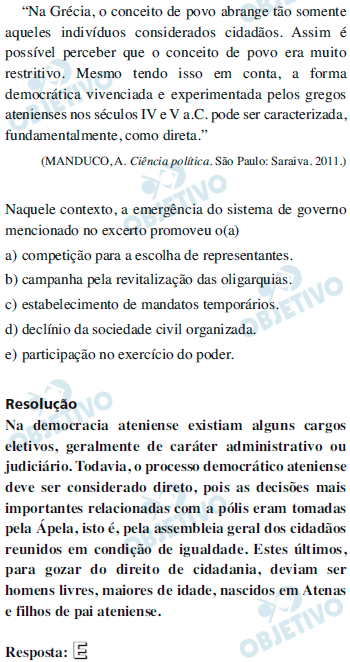 “Na Grécia, o conceito de povo abrange tão somente
aqueles indivíduos considerados cidadãos. Assim é
possível perceber que o conceito de povo era muito
restritivo. Mesmo tendo isso em conta, a forma
democrática vivenciada e experimentada pelos gregos
atenienses nos séculos IV e V a.C. pode ser caracterizada,
fundamentalmente, como direta.”
(MANDUCO, A. Ciência política. São Paulo: Saraiva. 2011.)
Naquele contexto, a emergência do sistema de governo
mencionado no excerto promoveu o(a)
a) competição para a escolha de representantes.
b) campanha pela revitalização das oligarquias.
c) estabelecimento de mandatos temporários.
d) declínio da sociedade civil organizada.
e) participação no exercício do poder.
Resolução
Na democracia ateniense existiam alguns cargos
eletivos, geralmente de caráter administrativo ou
judiciário. Todavia, o processo democrático ateniense
deve ser considerado direto, pois as decisões mais
importantes relacionadas com a pólis eram tomadas
pela Ápela, isto é, pela assembleia geral dos cidadãos
reunidos em condição de igualdade. Estes últimos,
para gozar do direito de cidadania, deviam ser
homens livres, maiores de idade, nascidos em Atenas
e filhos de pai ateniense.
Resposta: E
OBJETIVO
OBJETIVO
OBJETIVO
OBJETIVO
OBJETIVO
OBJETIVO
OBJETIVO